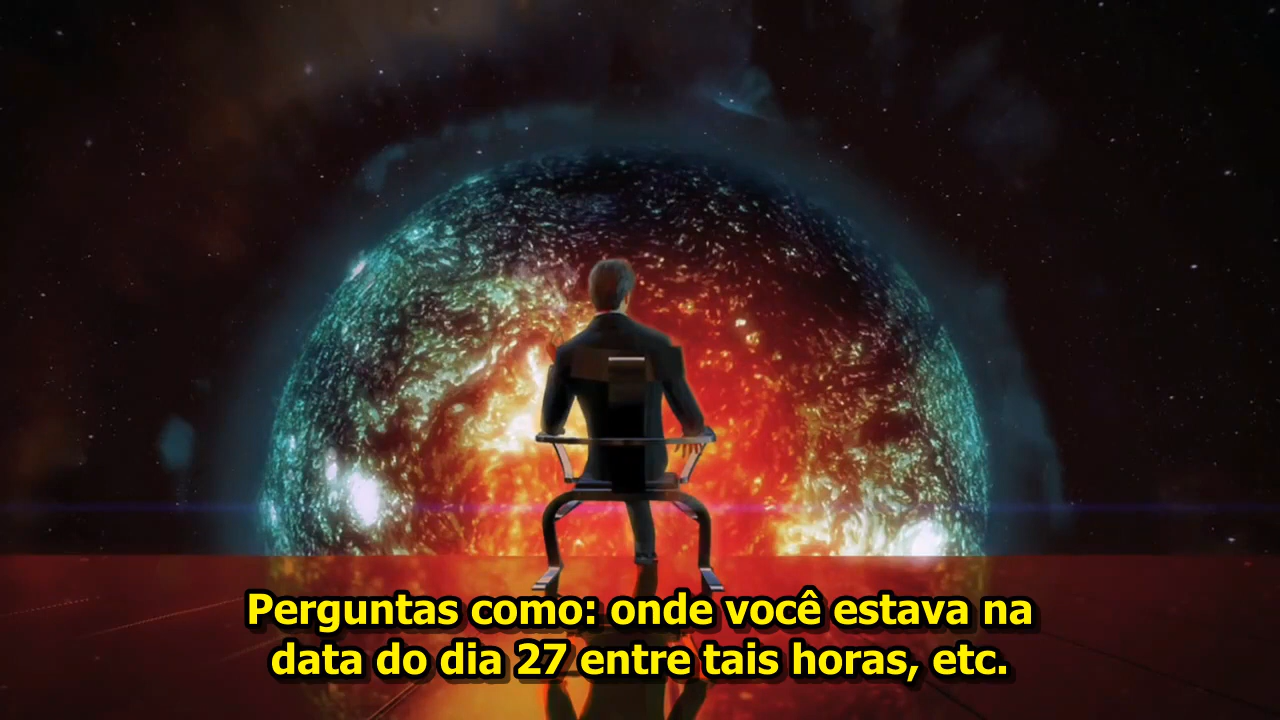 Perguntas como: onde você estava na
data do dia 27 entre tais horas, etc.